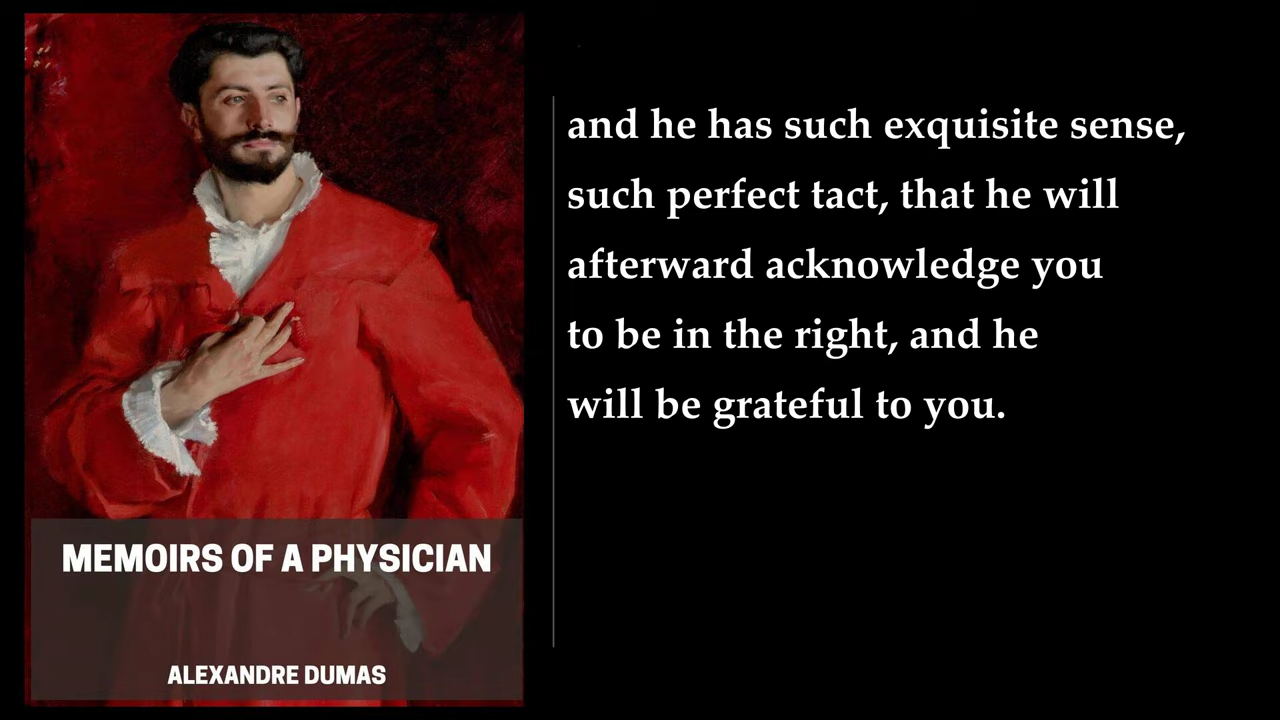 and he has such exquisite sense,
such perfect tact, that he will
afterward acknowledge you
to be in the right, and he
will be grateful to you.
MEMOIRS OF A PHYSICIAN
ALEXANDRE DUMAS